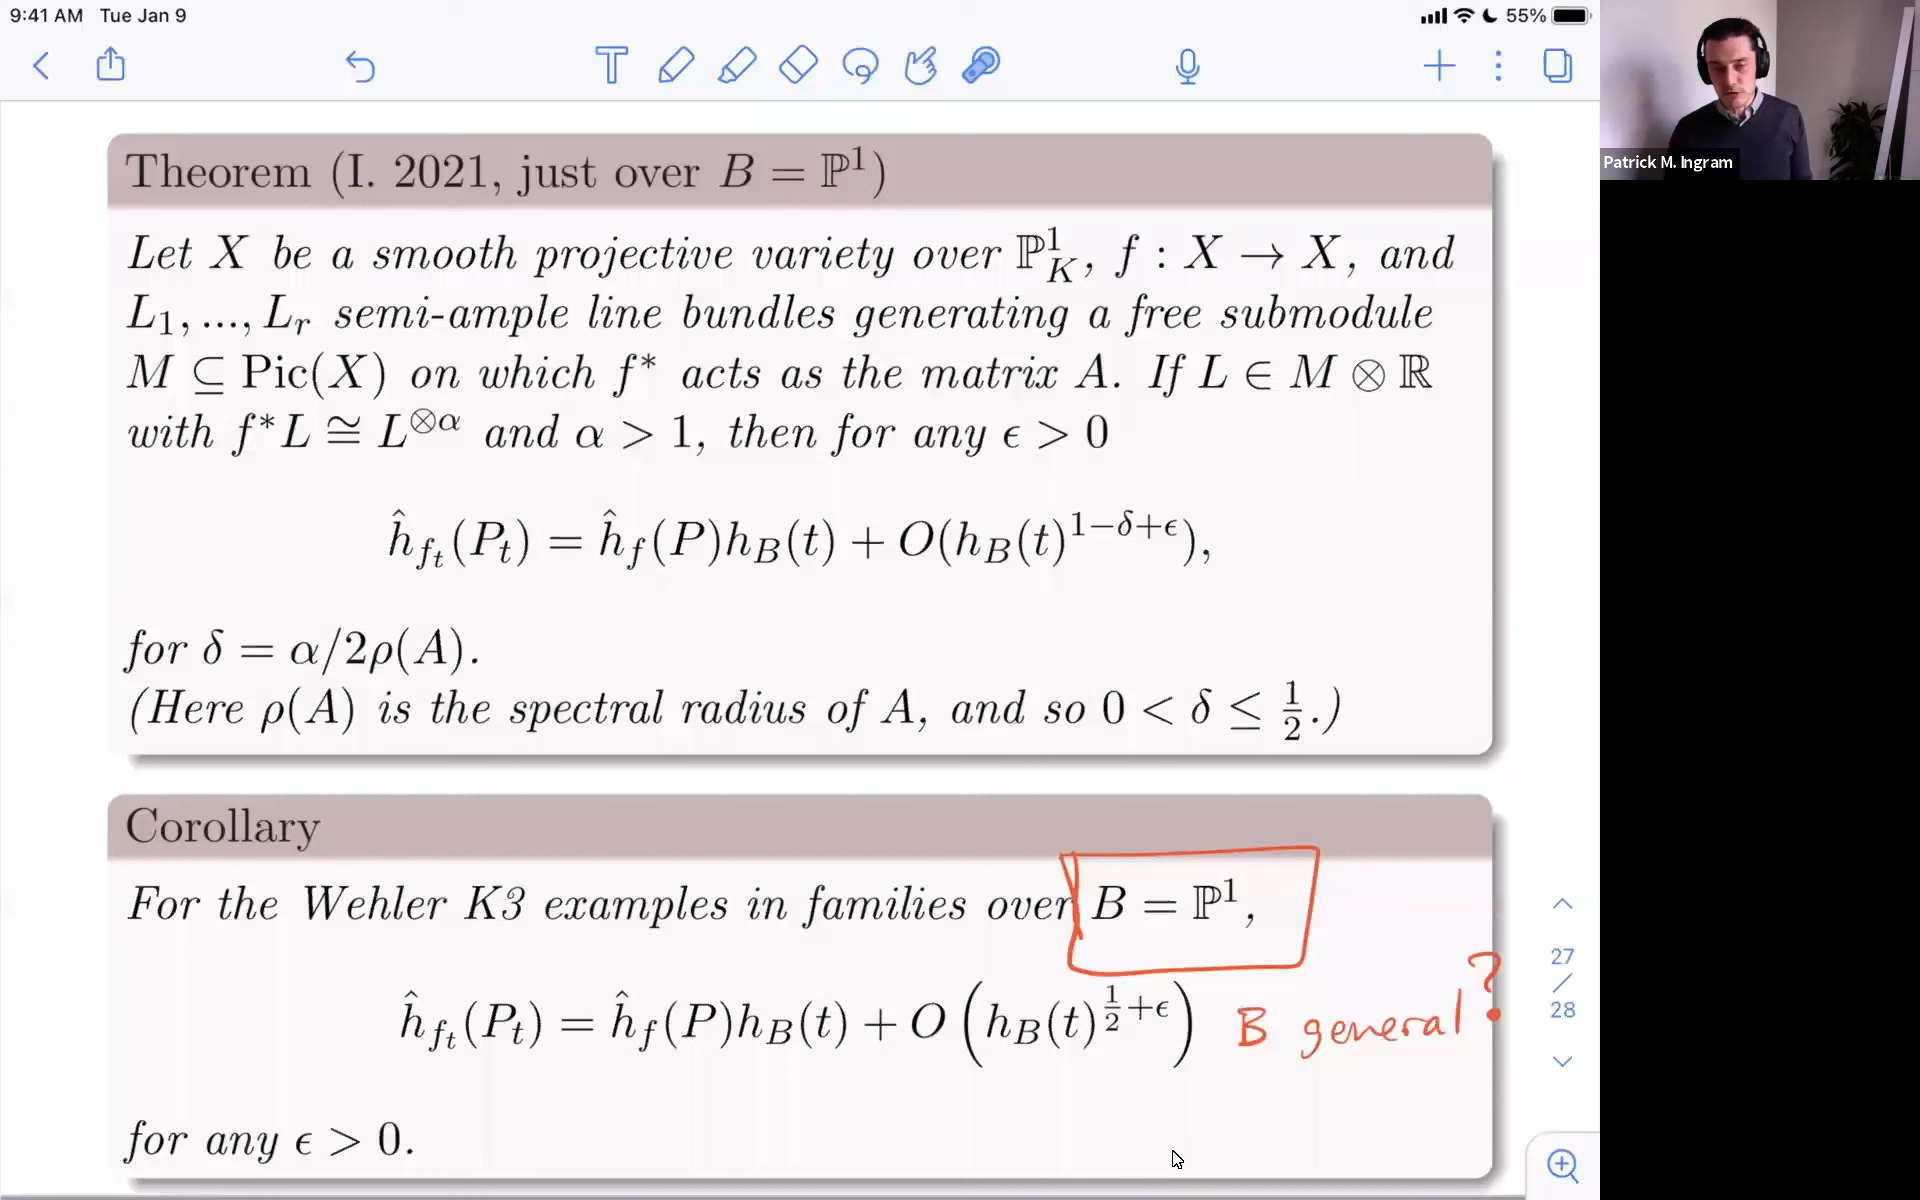 9:41 AM Tue Jan 9
55%
Patrick M. Ingram
Theorem (I. 2021, just over B = ℙ¹)
Let X be a smooth projective variety over ℙ¹_K, f : X → X, and
L₁, ..., L_r semi-ample line bundles generating a free submodule
M ⊆ Pic(X) on which f* acts as the matrix A. If L ∈ M ⊗ ℝ
with f*L ≅ L^{⊗α} and α > 1, then for any ϵ > 0
ĥ_{f_t}(P_t) = ĥ_f(P)h_B(t) + O(h_B(t)^{1−δ+ϵ}),
for δ = α/2ρ(A).
(Here ρ(A) is the spectral radius of A, and so 0 < δ ≤ 1/2.)
Corollary
For the Wehler K3 examples in families over B = ℙ¹,
ĥ_{f_t}(P_t) = ĥ_f(P)h_B(t) + O(h_B(t)^{1/2+ϵ}) B general?
for any ϵ > 0.
27
/
28